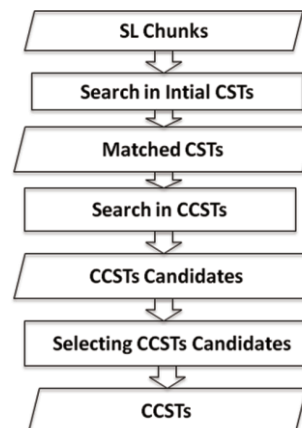 SL Chunks
Search in Intial CSTs
Matched CSTs
Search in CCSTs
CCSTs Candidates
Selecting CCSTs Candidates
CCSTs